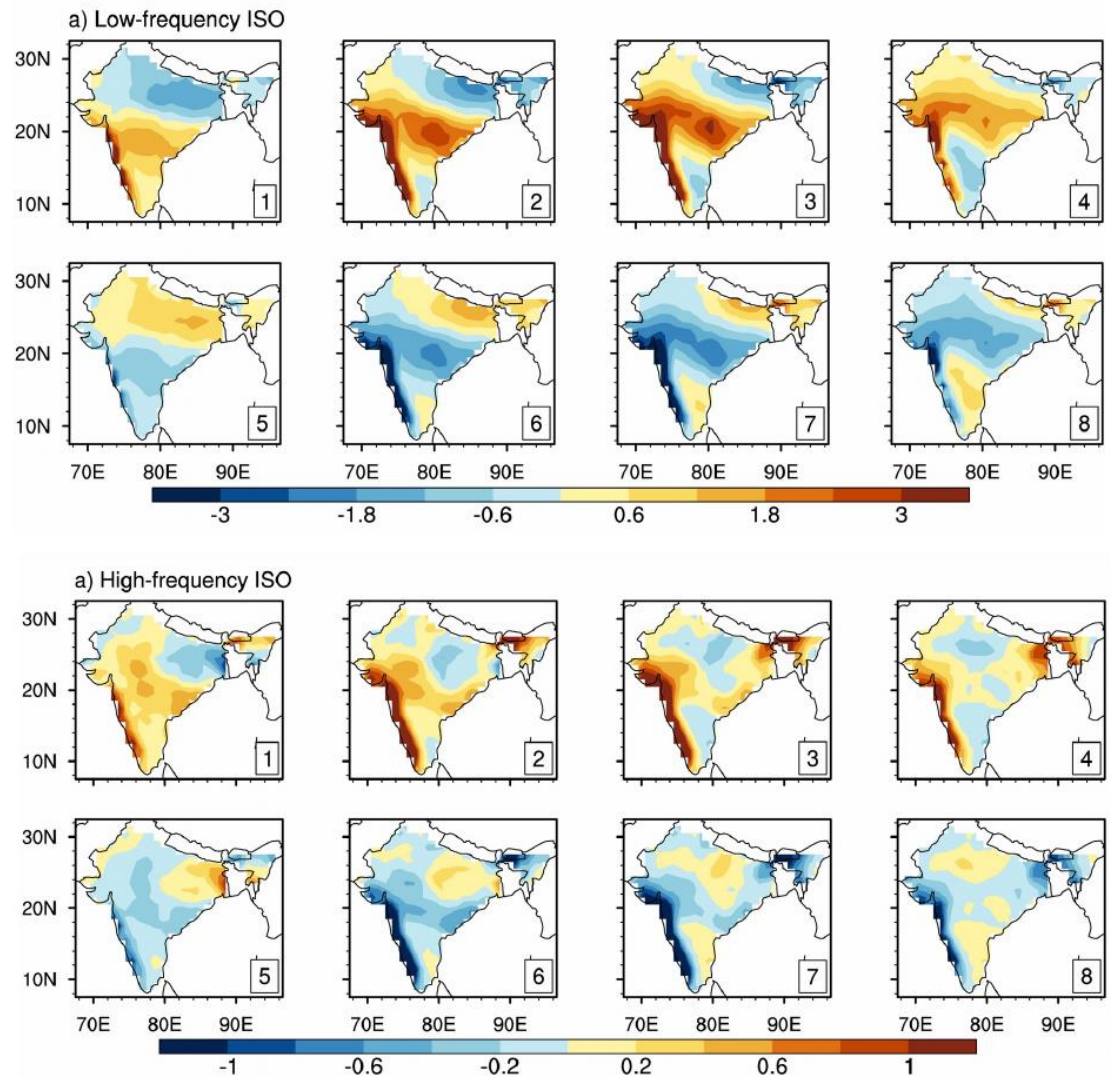 a) Low-frequency ISO
30N
20N
10N
1
2
3
4
30N
20N
10N
5
6
7
8
70E 80E 90E 70E 80E 90E 70E 80E 90E 70E 80E 90E
-3 -1.8 -0.6 0.6 1.8 3
a) High-frequency ISO
30N
20N
10N
1
2
3
4
30N
20N
10N
5
6
7
8
70E 80E 90E 70E 80E 90E 70E 80E 90E 70E 80E 90E
-1 -0.6 -0.2 0.2 0.6 1